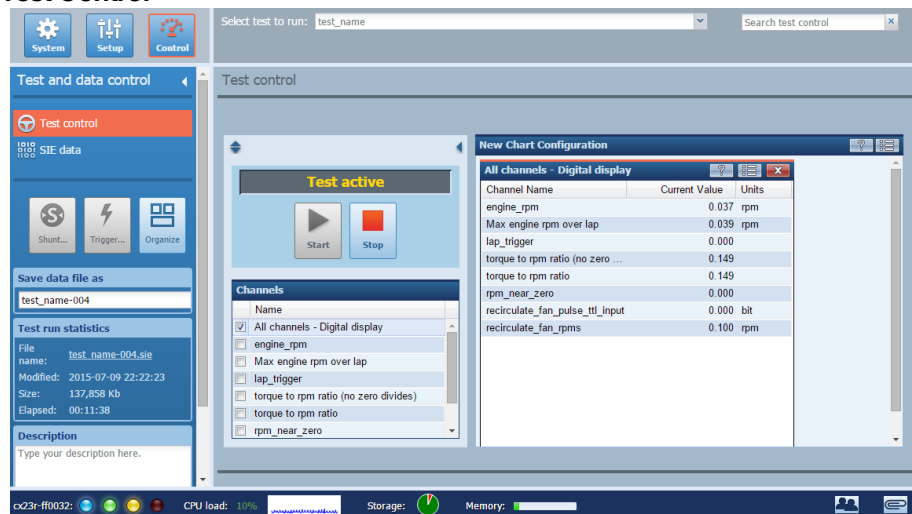 Test Control
System
Setup
Control
Select test to run:
test_name
Search test control
Test and data control
Test control
SIE data
Shunt...
Trigger...
Organize
Save data file as
test_name-004
Test run statistics
File name: test_name-004.sie
Modified: 2015-07-09 22:22:23
Size: 137,858 Kb
Elapsed: 00:11:38
Description
Type your description here.
Test control
Test active
Start
Stop
Channels
Name
All channels - Digital display
engine_rpm
Max engine rpm over lap
lap_trigger
torque to rpm ratio (no zero divides)
torque to rpm ratio
rpm_near_zero
New Chart Configuration
?
All channels - Digital display
?
x
Channel Name Current Value Units
engine_rpm 0.037 rpm
Max engine rpm over lap 0.039 rpm
lap_trigger 0.000
torque to rpm ratio (no zero ... 0.149
torque to rpm ratio 0.149
rpm_near_zero 0.000
recirculate_fan_pulse_ttl_input 0.000 bit
recirculate_fan_rpms 0.100 rpm
cx23r-ff0032:
CPU load: 10%
Storage:
Memory: